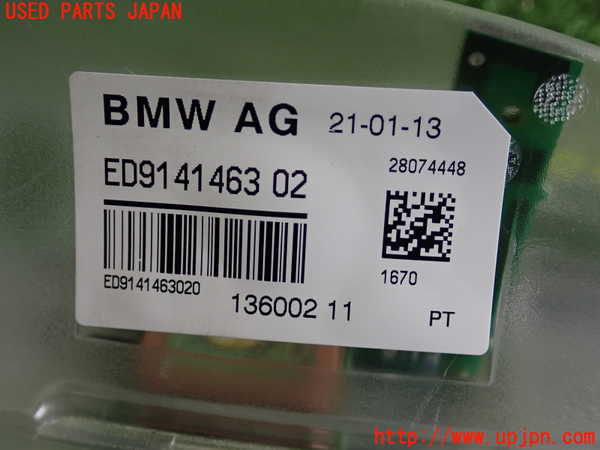 USED PARTS JAPAN
BMW AG 21-01-13
ED9141463 02
28074448
ED9141463020
1670
136002 11
PT
http://www.upjpn.com/